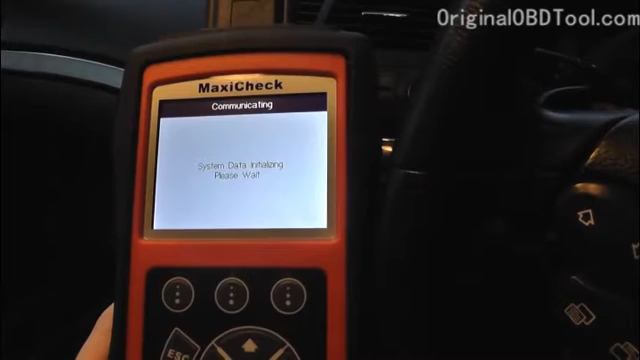 OriginalOBDTool.com
MaxiCheck
Communicating
System Data Initializing
Please Wait
ESC